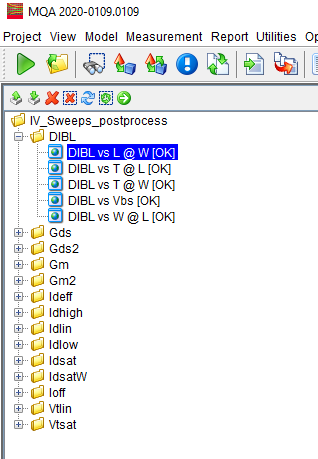 MQA 2020-0109.0109
Project View Model Measurement Report Utilities
IV_Sweeps_postprocess
DIBL
DIBL vs L @ W [OK]
DIBL vs T @ L [OK]
DIBL vs T @ W [OK]
DIBL vs Vbs [OK]
DIBL vs W @ L [OK]
Gds
Gds2
Gm
Gm2
Ideff
Idhigh
Idlin
Idlow
Idsat
IdsatW
Ioff
Vtlin
Vtsat